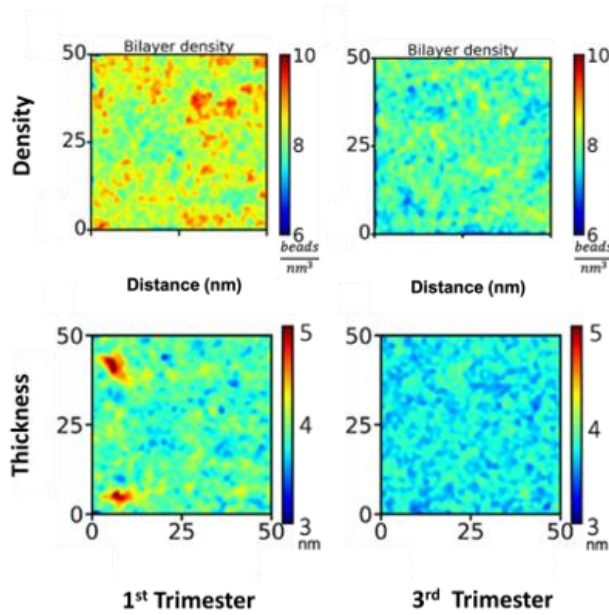 Bilayer density
Bilayer density
Density
50
25
0
10
8
6
beads
nm³
50
25
0
10
8
6
beads
nm³
Distance (nm)
Distance (nm)
Thickness
50
25
0
0
25
50
5
4
3
nm
50
25
0
0
25
50
5
4
3
nm
1st Trimester
3rd Trimester